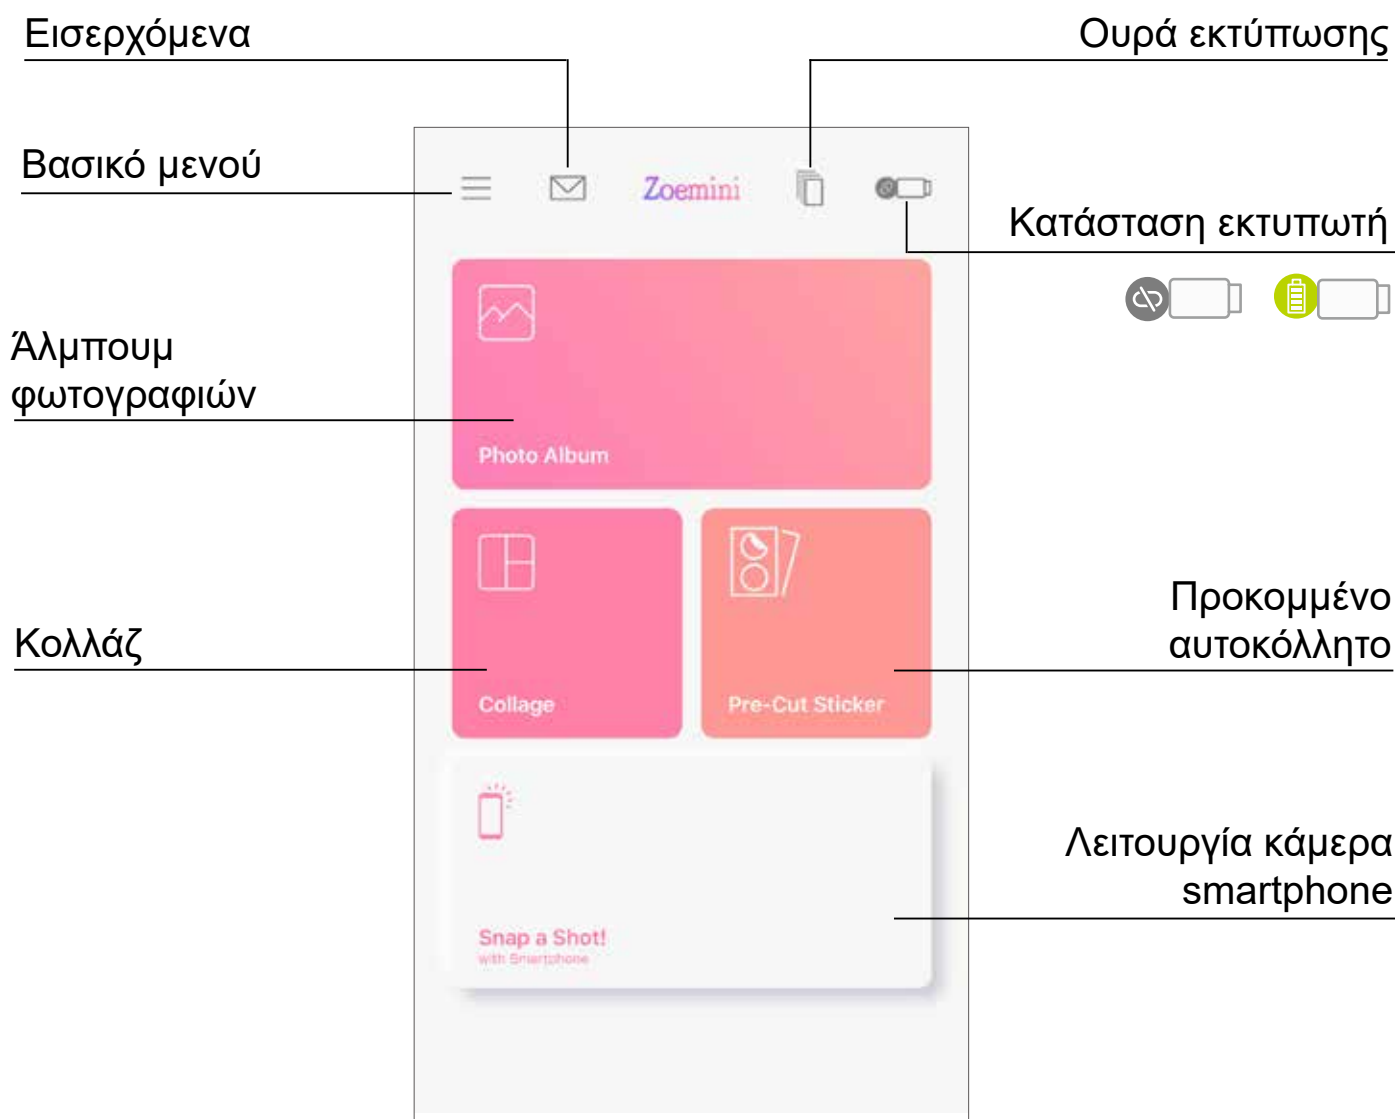 Εισερχόμενα
Ουρά εκτύπωσης
Βασικό μενού
Zoemini
Κατάσταση εκτυπωτή
Άλμπουμ
φωτογραφιών
Photo Album
Προκομμένο
αυτοκόλλητο
Κολλάζ
Collage
Pre-Cut Sticker
Λειτουργία κάμερα
smartphone
Snap a Shot!
with Smartphone